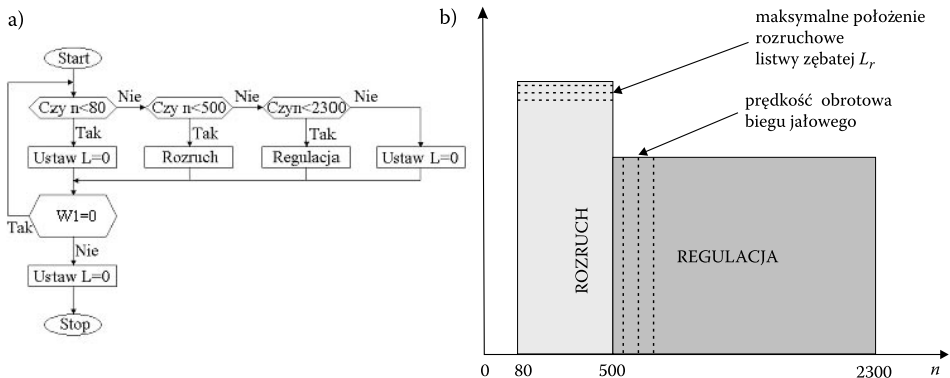 a)
Start
Czy n<80
Nie
Czy n<500
Nie
Czyn<2300
Nie
Tak
Tak
Tak
Ustaw L=0
Rozruch
Regulacja
Ustaw L=0
W1=0
Tak
Nie
Ustaw L=0
Stop
b)
maksymalne położenie
rozruchowe
listwy zębatej Lr
prędkość obrotowa
biegu jałowego
ROZRUCH
REGULACJA
0
80
500
2300
n